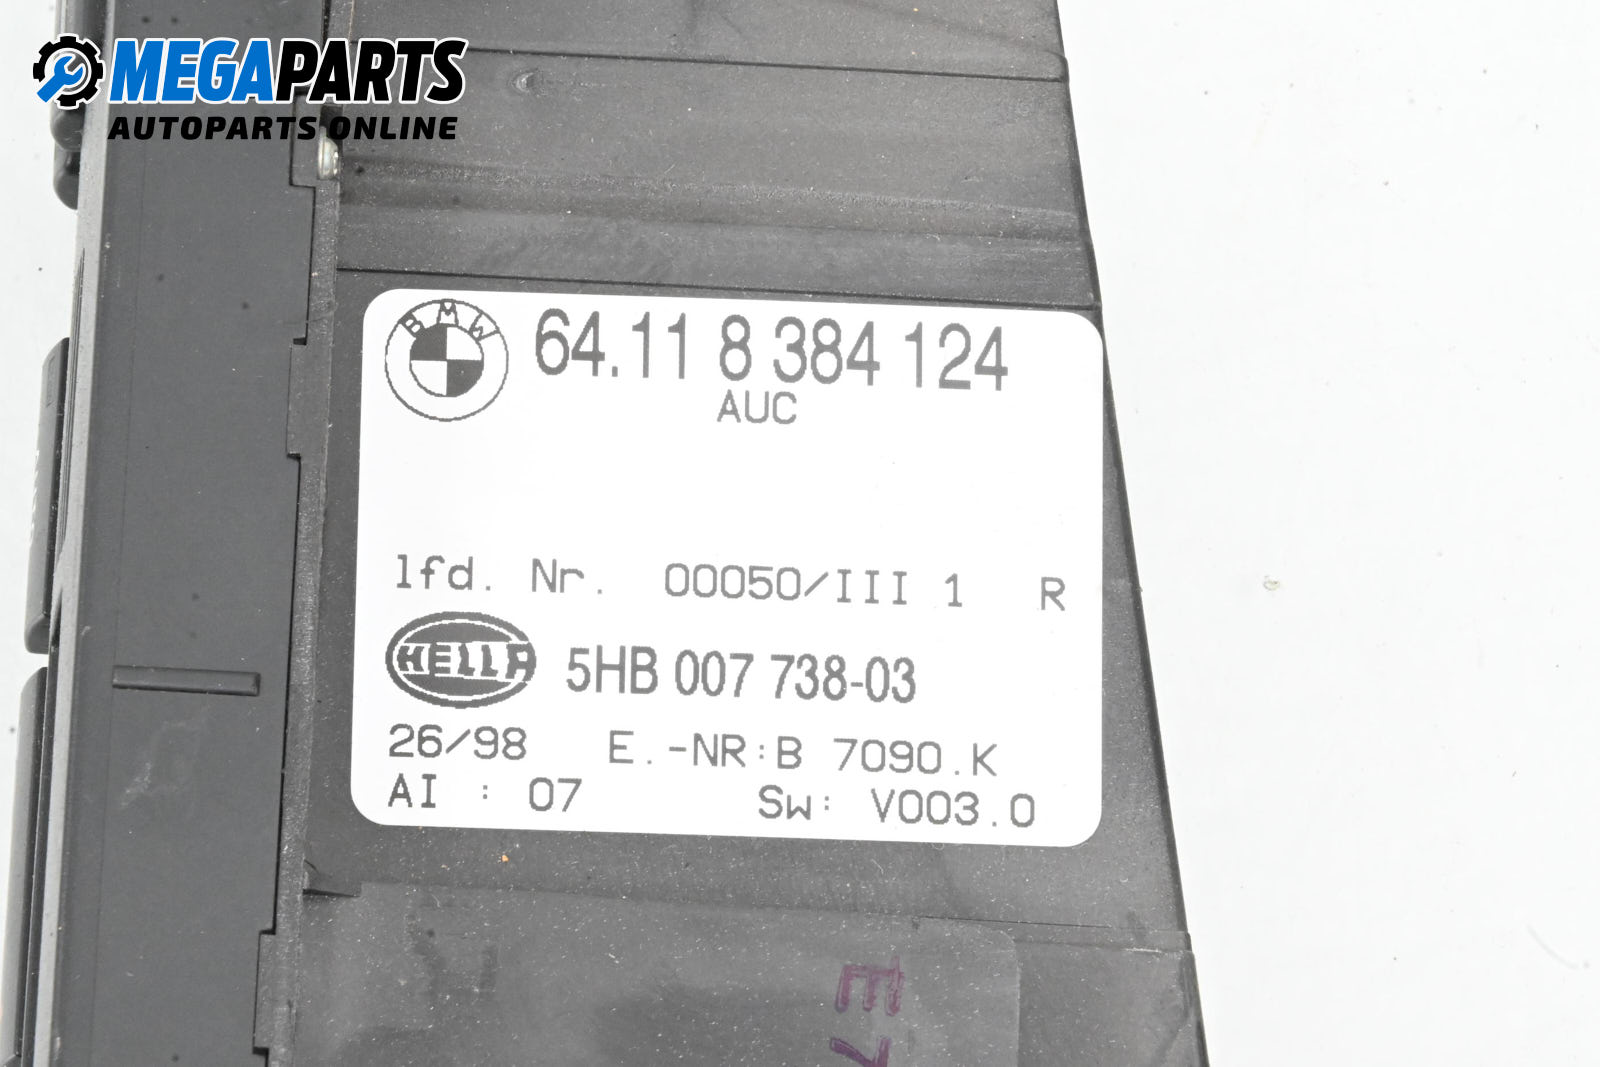 MEGAPARTS
AUTOPARTS ONLINE
BMW
64.11 8 384 124
AUC
lfd. Nr. 00050/III 1 R
HELLA 5HB 007 738-03
26/98 E.-NR:B 7090.K
AI : 07 Sw: V003.0
E7